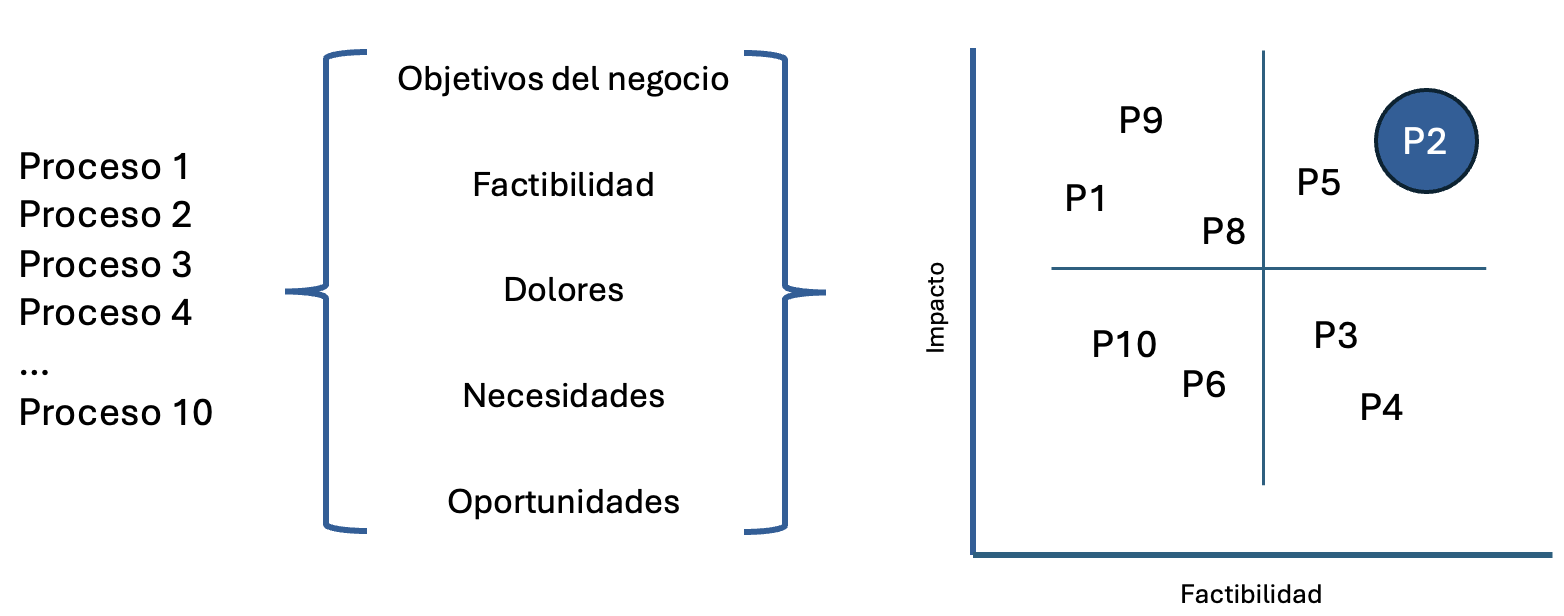 Proceso 1
Proceso 2
Proceso 3
Proceso 4
...
Proceso 10
Objetivos del negocio
Factibilidad
Dolores
Necesidades
Oportunidades
Impacto
P9
P2
P5
P1
P8
P3
P10
P6
P4
Factibilidad